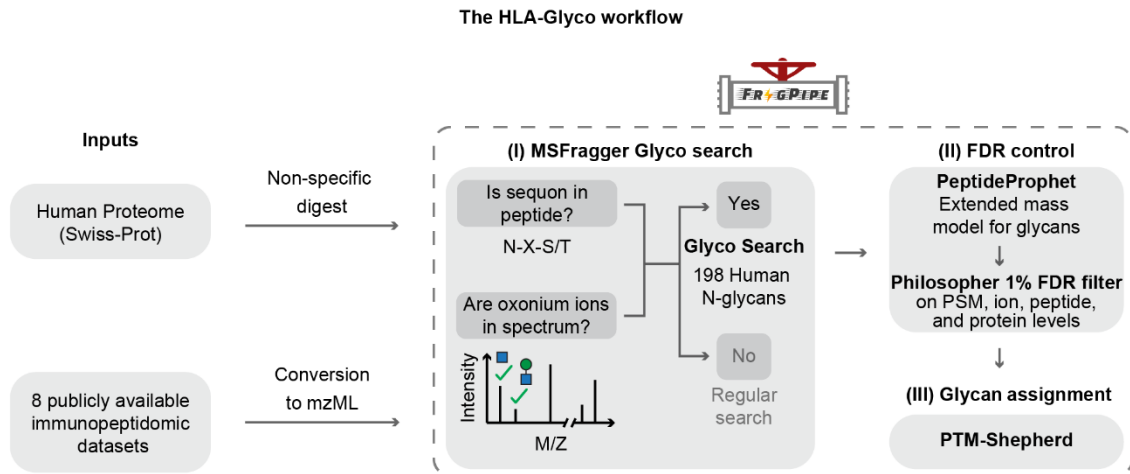 The HLA-Glyco workflow
FRAGPIPE
Inputs
Human Proteome
(Swiss-Prot)
Non-specific
digest
8 publicly available
immunopeptidomic
datasets
Conversion
to mzML
(I) MSFragger Glyco search
Is sequon in
peptide?
N-X-S/T
Are oxonium ions
in spectrum?
Intensity
M/Z
Yes
Glyco Search
198 Human
N-glycans
No
Regular
search
(II) FDR control
PeptideProphet
Extended mass
model for glycans
Philosopher 1% FDR filter
on PSM, ion, peptide,
and protein levels
(III) Glycan assignment
PTM-Shepherd